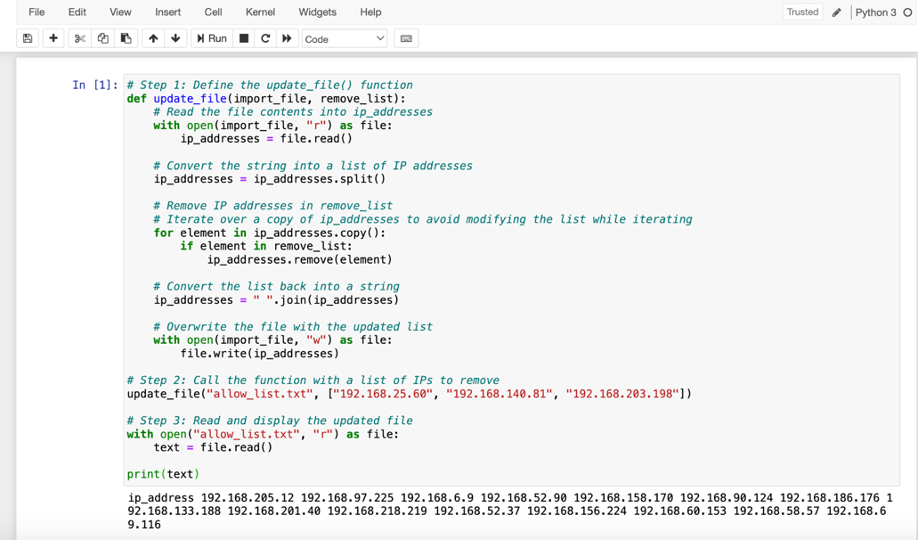 File Edit View Insert Cell Kernel Widgets Help Trusted Python 3
Run Code
In [1]: # Step 1: Define the update_file() function
def update_file(import_file, remove_list):
    # Read the file contents into ip_addresses
    with open(import_file, "r") as file:
        ip_addresses = file.read()
    # Convert the string into a list of IP addresses
    ip_addresses = ip_addresses.split()
    # Remove IP addresses in remove_list
    # Iterate over a copy of ip_addresses to avoid modifying the list while iterating
    for element in ip_addresses.copy():
        if element in remove_list:
            ip_addresses.remove(element)
    # Convert the list back into a string
    ip_addresses = " ".join(ip_addresses)
    # Overwrite the file with the updated list
    with open(import_file, "w") as file:
        file.write(ip_addresses)
# Step 2: Call the function with a list of IPs to remove
update_file("allow_list.txt", ["192.168.25.60", "192.168.140.81", "192.168.203.198"])
# Step 3: Read and display the updated file
with open("allow_list.txt", "r") as file:
    text = file.read()
print(text)
ip_address 192.168.205.12 192.168.97.225 192.168.6.9 192.168.52.90 192.168.158.170 192.168.90.124 192.168.186.176 1
92.168.133.188 192.168.201.40 192.168.218.219 192.168.52.37 192.168.156.224 192.168.60.153 192.168.58.57 192.168.6
9.116